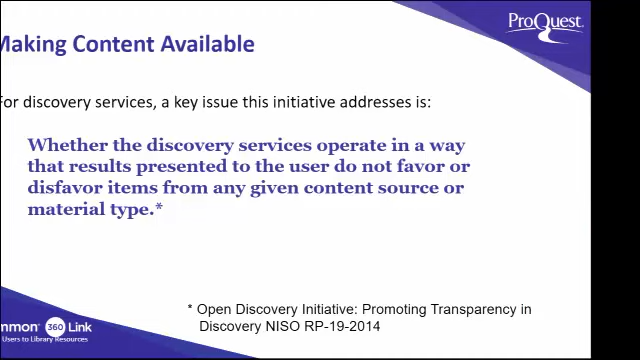 ProQuest
Making Content Available
For discovery services, a key issue this initiative addresses is:
Whether the discovery services operate in a way
that results presented to the user do not favor or
disfavor items from any given content source or
material type.*
* Open Discovery Initiative: Promoting Transparency in
Discovery NISO RP-19-2014
mmon® 360 Link
Users to Library Resources